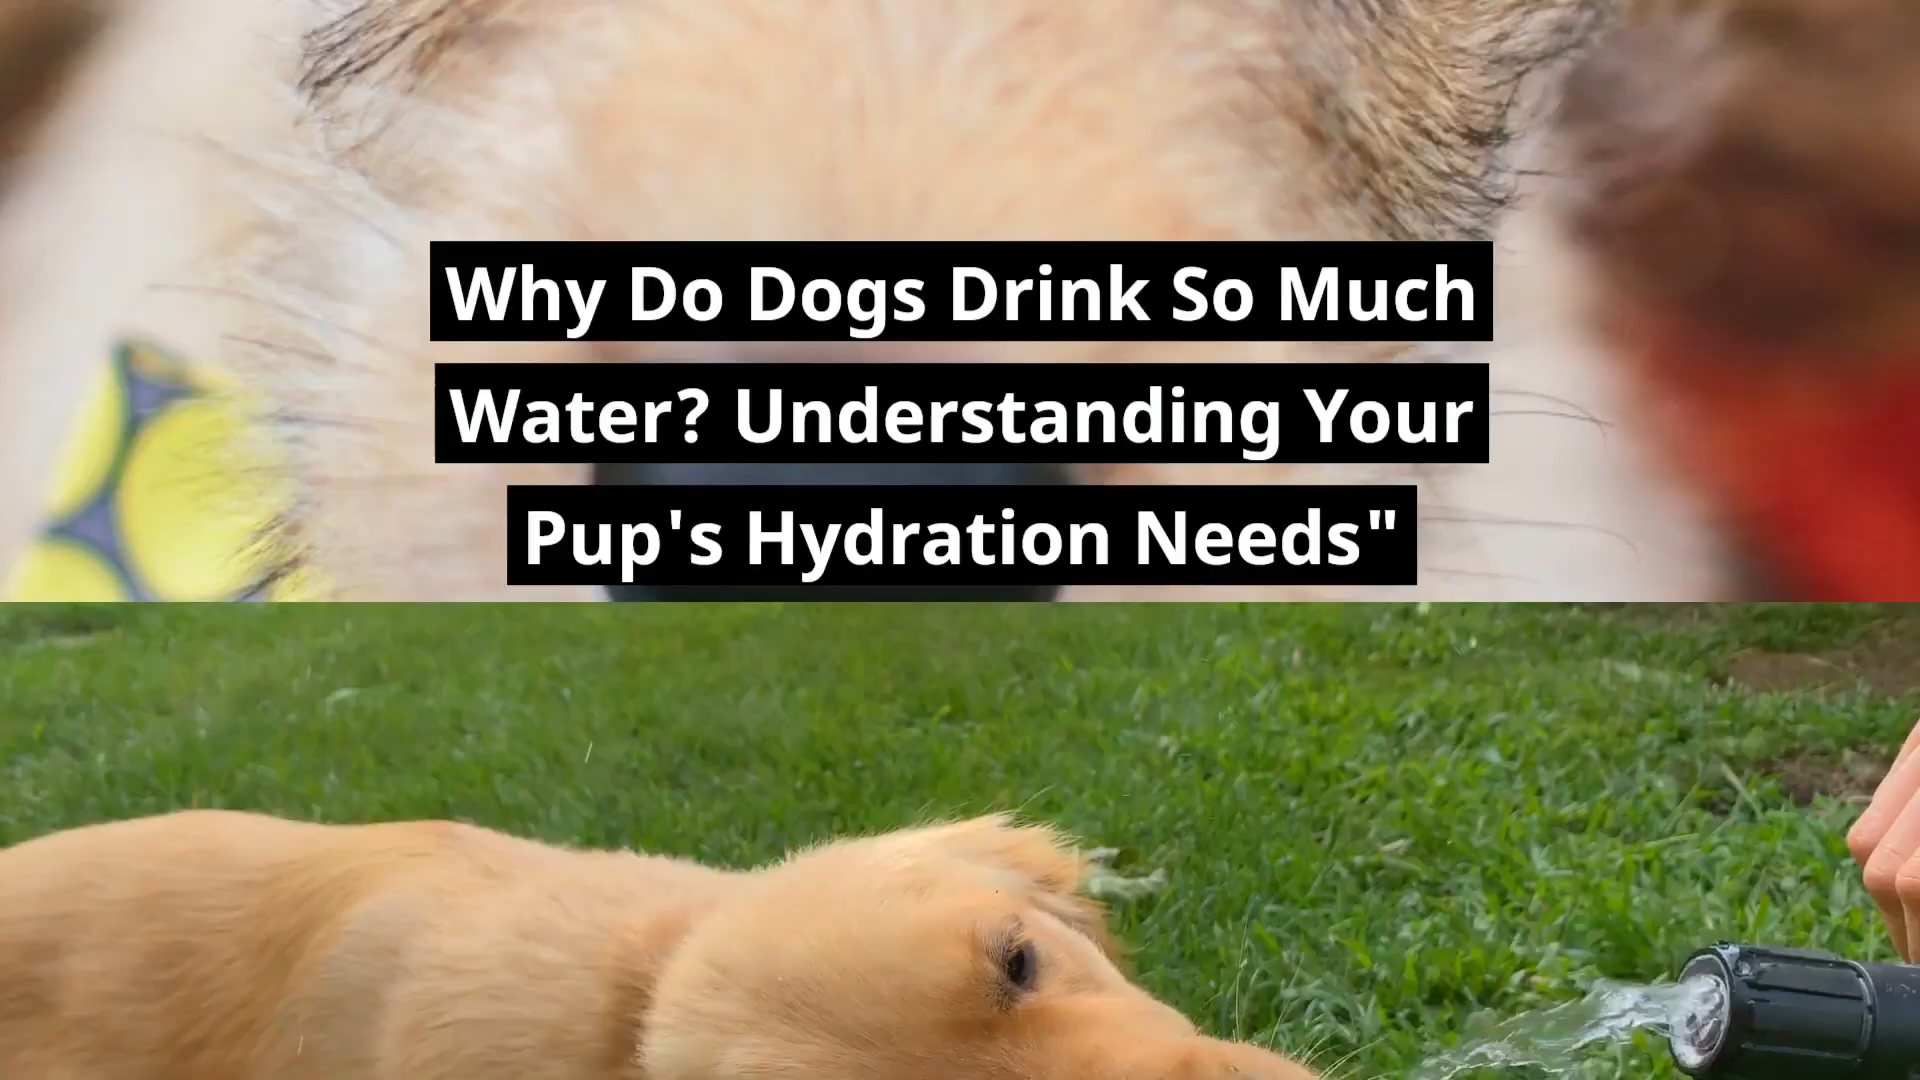 Why Do Dogs Drink So Much
Water? Understanding Your
Pup's Hydration Needs"